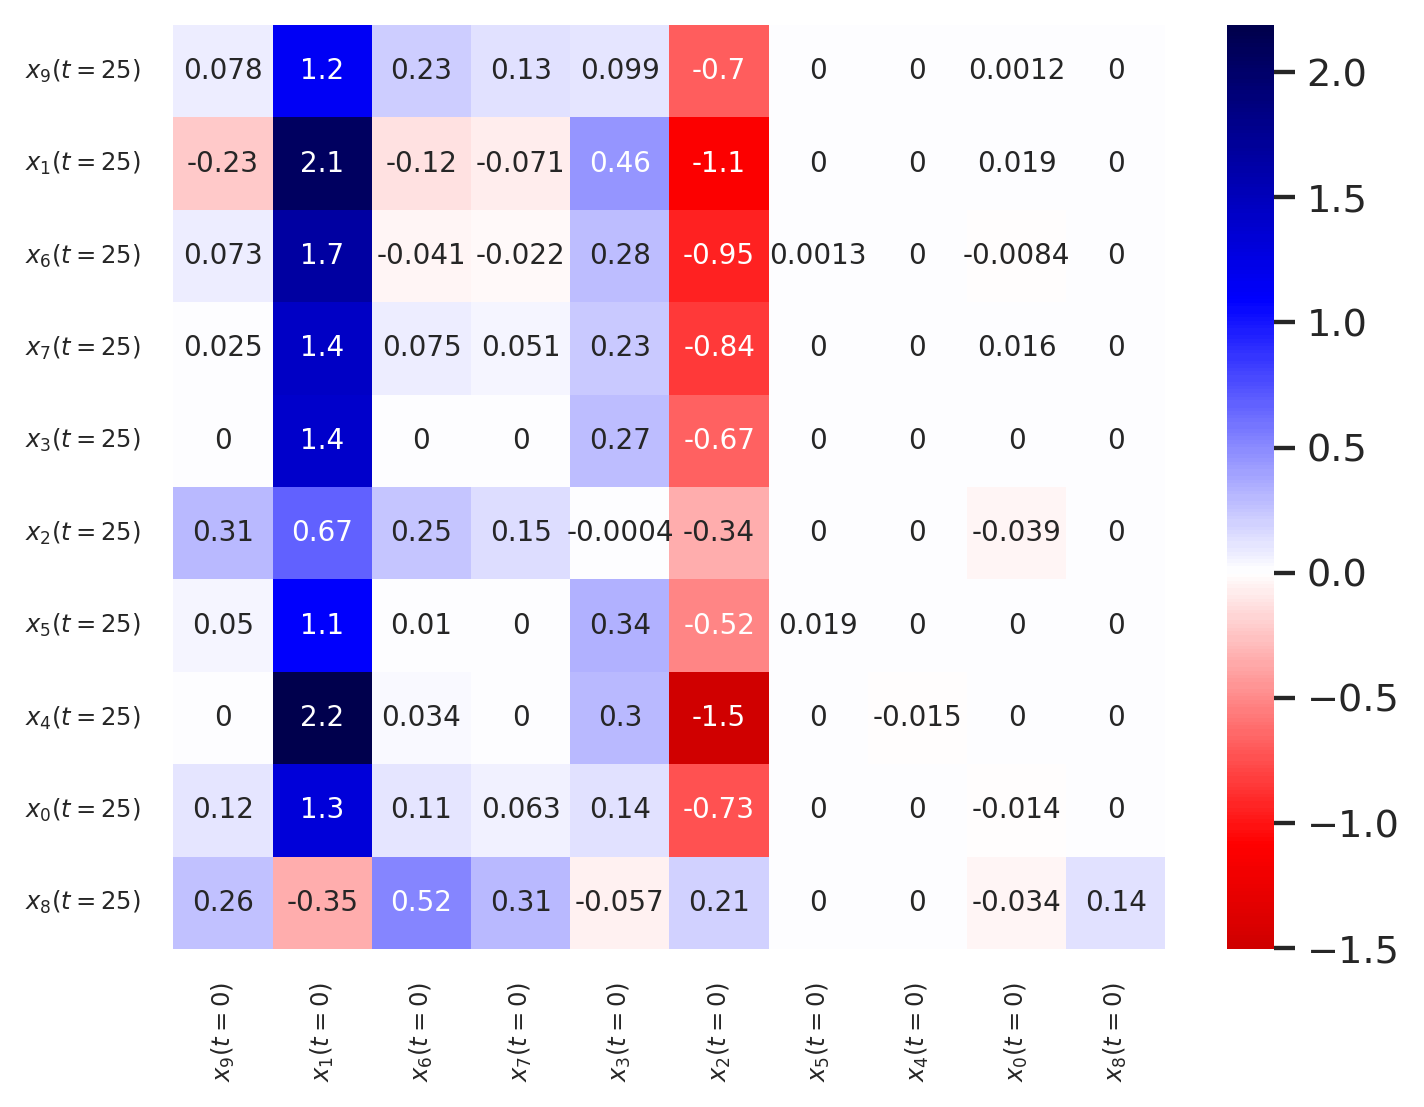 x₉(t = 25) 0.078 1.2 0.23 0.13 0.099 -0.7 0 0 0.0012 0
x₁(t = 25) -0.23 2.1 -0.12 -0.071 0.46 -1.1 0 0 0.019 0
x₆(t = 25) 0.073 1.7 -0.041 -0.022 0.28 -0.95 0.0013 0 -0.0084 0
x₇(t = 25) 0.025 1.4 0.075 0.051 0.23 -0.84 0 0 0.016 0
x₃(t = 25) 0 1.4 0 0 0.27 -0.67 0 0 0 0
x₂(t = 25) 0.31 0.67 0.25 0.15 -0.0004 -0.34 0 0 -0.039 0
x₅(t = 25) 0.05 1.1 0.01 0 0.34 -0.52 0.019 0 0 0
x₄(t = 25) 0 2.2 0.034 0 0.3 -1.5 0 -0.015 0 0
x₀(t = 25) 0.12 1.3 0.11 0.063 0.14 -0.73 0 0 -0.014 0
x₈(t = 25) 0.26 -0.35 0.52 0.31 -0.057 0.21 0 0 -0.034 0.14
x₉(t = 0) x₁(t = 0) x₆(t = 0) x₇(t = 0) x₃(t = 0) x₂(t = 0) x₅(t = 0) x₄(t = 0) x₀(t = 0) x₈(t = 0)
2.0
1.5
1.0
0.5
0.0
−0.5
−1.0
−1.5